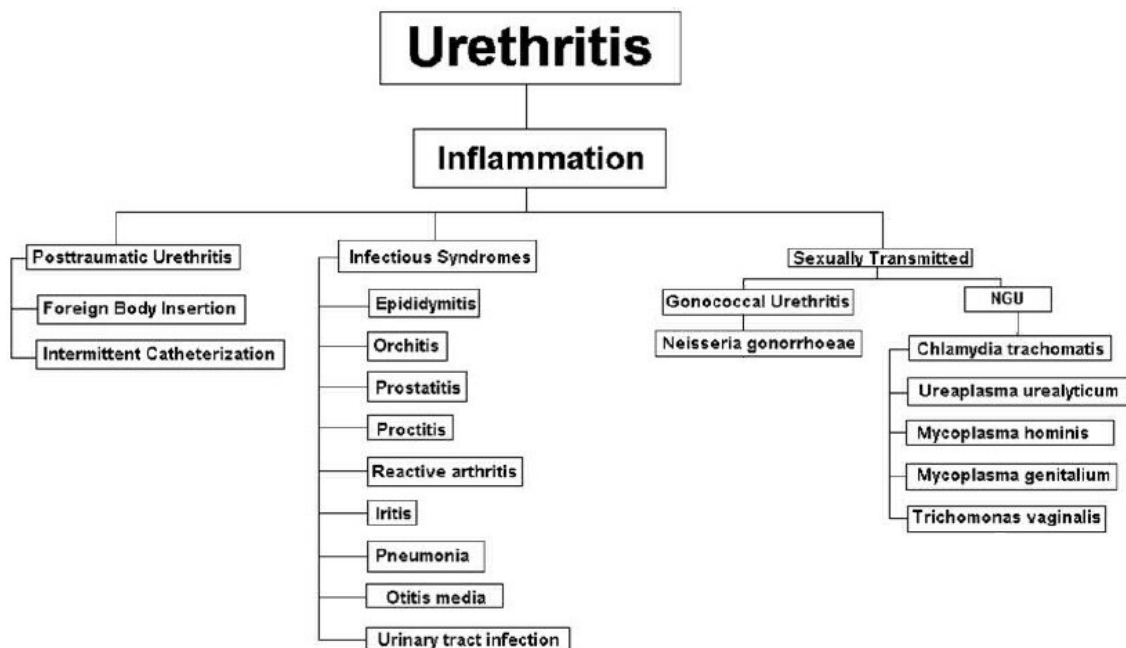 Urethritis
Inflammation
Posttraumatic Urethritis
Foreign Body Insertion
Intermittent Catheterization
Infectious Syndromes
Epididymitis
Orchitis
Prostatitis
Proctitis
Reactive arthritis
Iritis
Pneumonia
Otitis media
Urinary tract infection
Sexually Transmitted
Gonococcal Urethritis
Neisseria gonorrhoeae
NGU
Chlamydia trachomatis
Ureaplasma urealyticum
Mycoplasma hominis
Mycoplasma genitalium
Trichomonas vaginalis